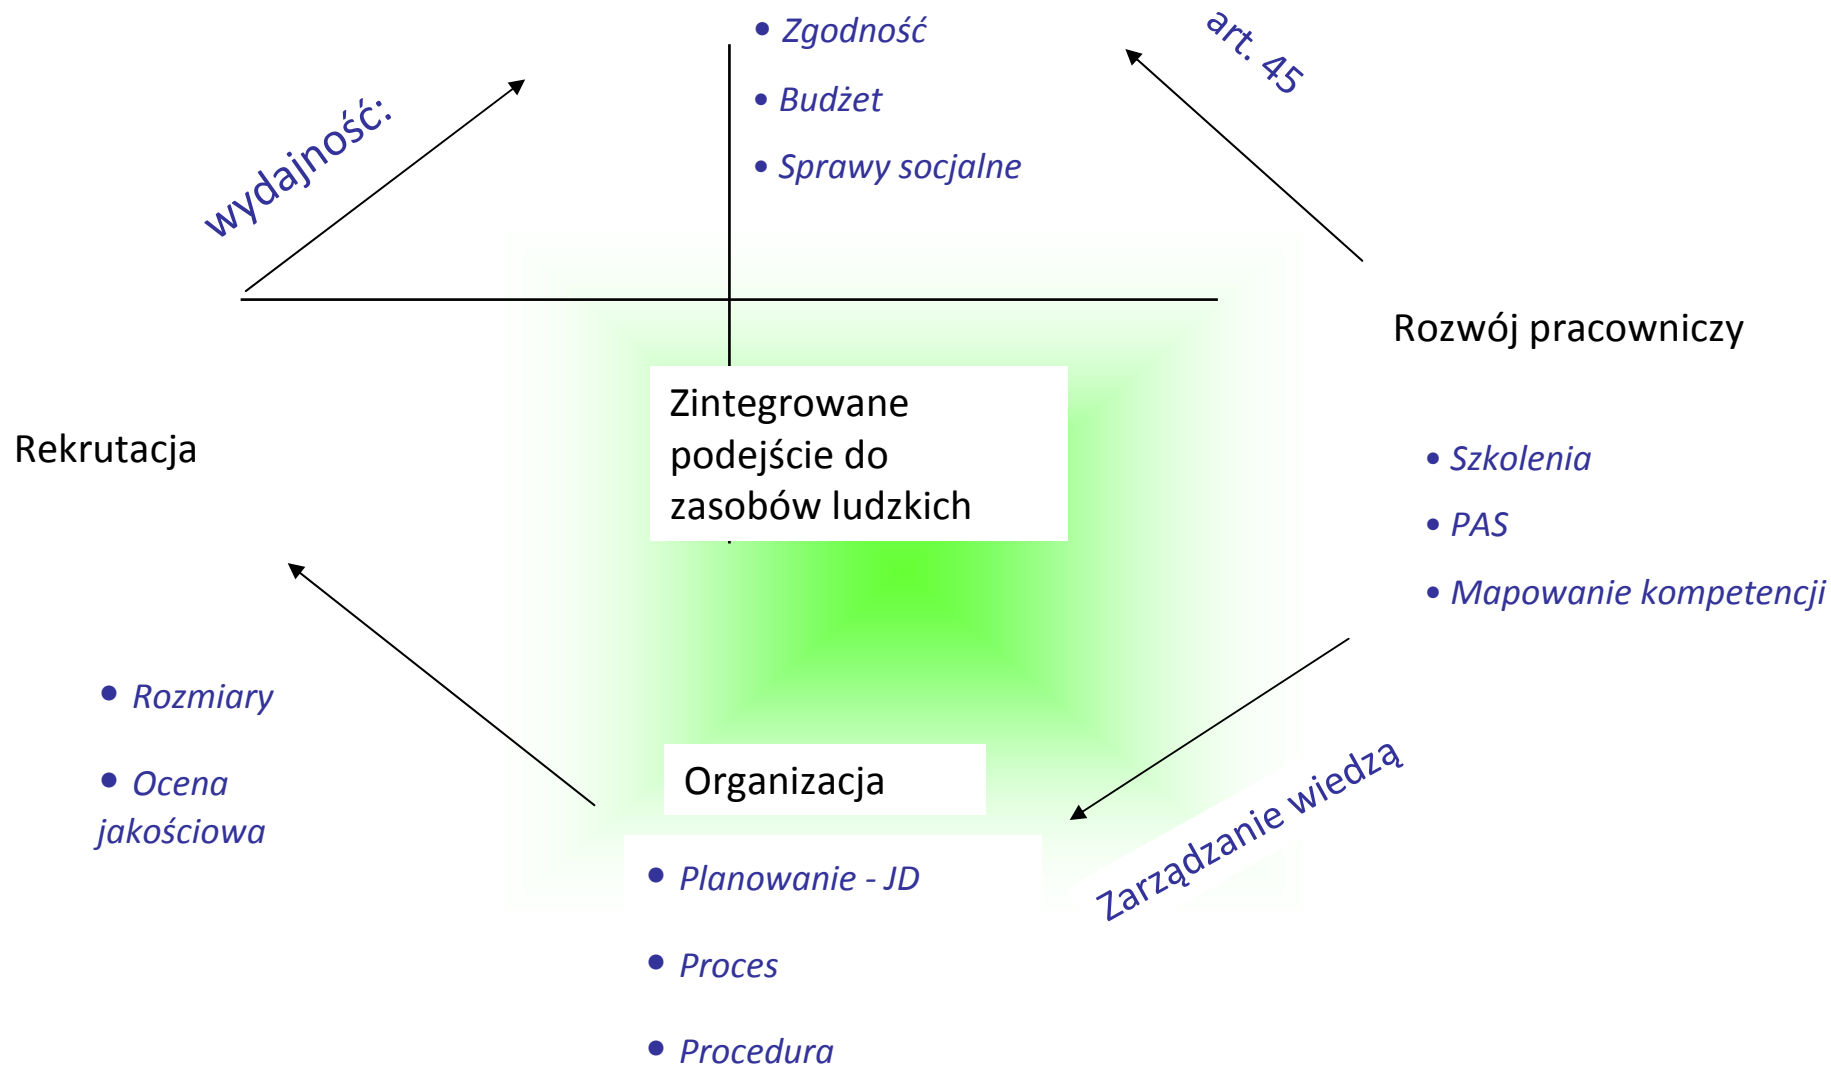 • Zgodność
• Budżet
• Sprawy socjalne
art. 45
wydajność:
Rozwój pracowniczy
• Szkolenia
• PAS
• Mapowanie kompetencji
Zintegrowane
podejście do
zasobów ludzkich
Rekrutacja
• Rozmiary
• Ocena
jakościowa
Organizacja
• Planowanie - JD
• Proces
• Procedura
Zarządzanie wiedzą